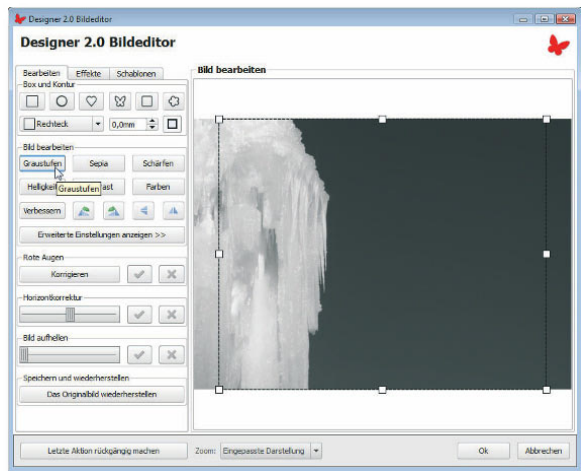 Designer 2.0 Bildeditor
Designer 2.0 Bildeditor
Bearbeiten Effekte Schablonen
Box und Kontur
Rechteck 0,0mm
Bild bearbeiten
Graustufen Sepia Schärfen
Helligkei Graustufen ast Farben
Verbessern
Erweiterte Einstellungen anzeigen >>
Rote Augen
Korrigieren
Horizontkorrektur
Bild aufhellen
Speichern und wiederherstellen
Das Originalbild wiederherstellen
Bild bearbeiten
Letzte Aktion rückgängig machen Zoom: Eingepasste Darstellung Ok Abbrechen